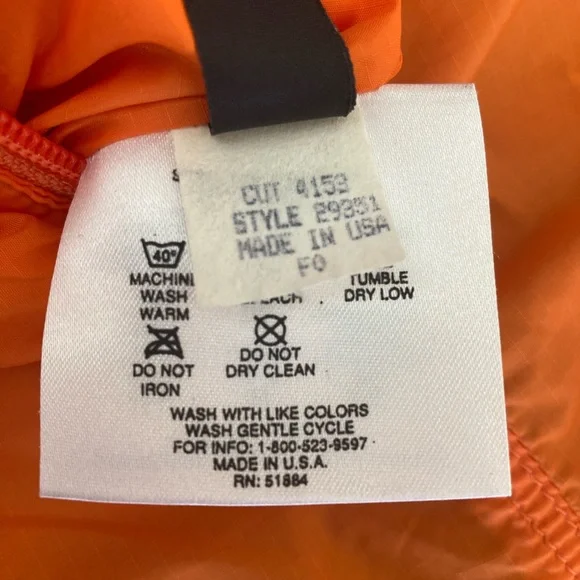 CUT 4153
STYLE 29351
MADE IN USA
F0
40°
MACHINE
WASH
WARM
TUMBLE
DRY LOW
DO NOT
IRON
DO NOT
DRY CLEAN
WASH WITH LIKE COLORS
WASH GENTLE CYCLE
FOR INFO: 1-800-523-9597
MADE IN U.S.A.
RN: 51884